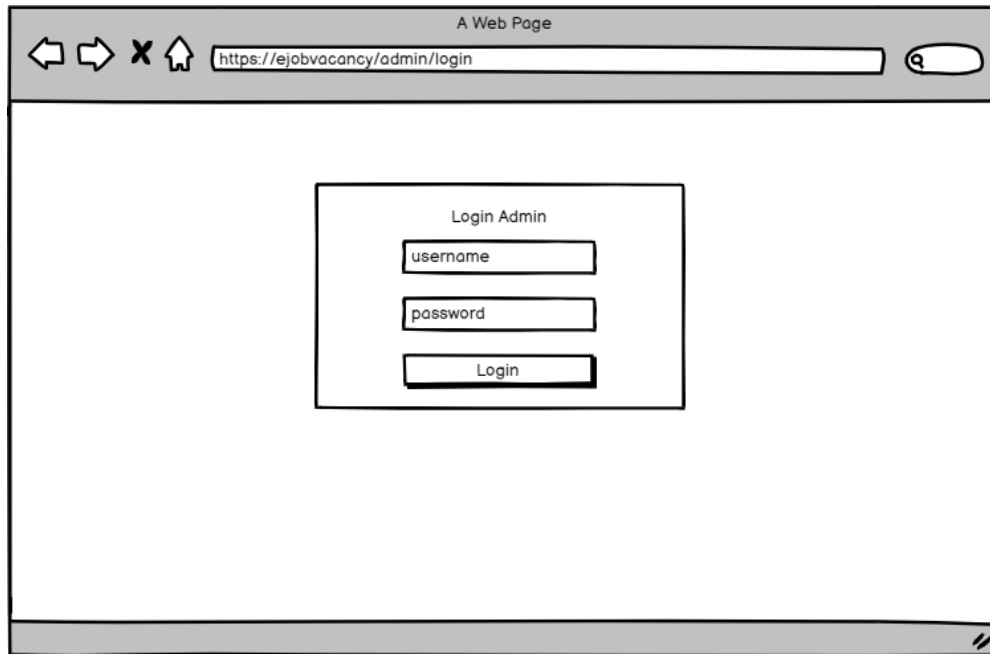 A Web Page
https://ejobvacancy/admin/login
Login Admin
username
password
Login